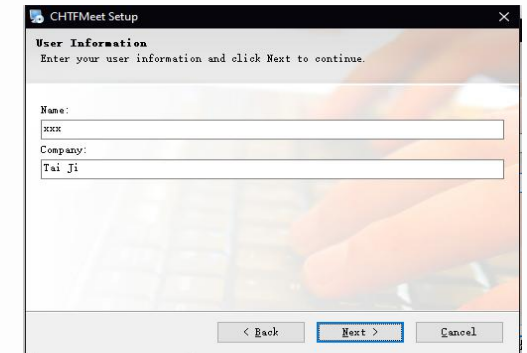 CHTFMeet Setup
User Information
Enter your user information and click Next to continue.
Name:
xxx
Company:
Tai Ji
< Back
Next >
Cancel